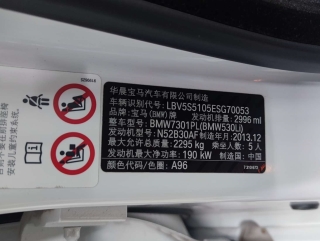 华晨宝马汽车有限公司制造
车辆识别代号: LBV5S5105ESG70053
品牌: 宝马(BMW)牌 发动机排量: 2996 ml
整车型号: BMW7301PL(BMW530Li)
发动机型号: N52B30AF 制造年月: 2013.12
最大允许总质量: 2295 kg 乘坐人数: 5 人
发动机最大净功率: 190 kW 制造国: 中国
颜色代号/色圈: A96